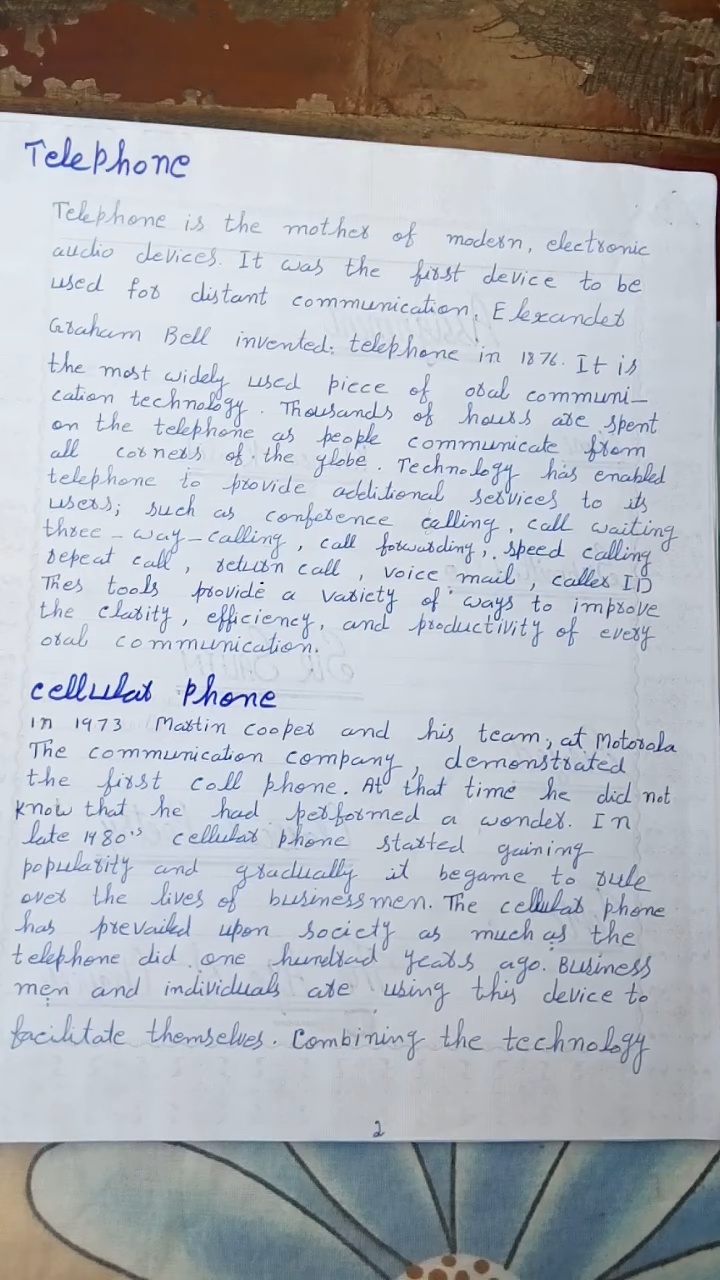 Telephone
Telephone is the mother of modern, electronic
audio devices. It was the first device to be
used for distant communication. Elexander
Graham Bell invented; telephone in 1876. It is
the most widely used piece of oral communi-
cation technology. Thousands of hours are spent
on the telephone as people communicate from
all corners of the globe. Technology has enabled
telephone to provide additional services to its
users; such as conference calling, call waiting
three-way-calling, call forwarding, speed calling
repeat call, return call, voice mail, caller ID
Thes tools provide a variety of ways to improve
the clarity, efficiency, and productivity of every
oral communication.
cellular phone
in 1973 Martin cooper and his team, at Motorola
The communication company, demonstrated
the first coll phone. At that time he did not
know that he had performed a wonder. In
late 1980's cellular phone started gaining
popularity and gradually it begame to rule
over the lives of businessmen. The cellular phone
has prevailed upon society as much as the
telephone did one hundrad years ago. Business
men and individuals are using this device to
facilitate themselves. Combining the technology
2